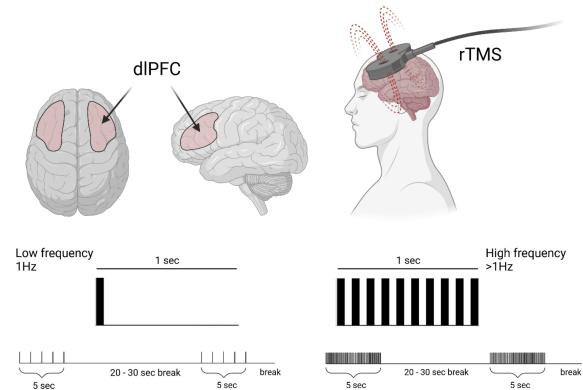 dlPFC
rTMS
Low frequency
1Hz
1 sec
1 sec
High frequency
>1Hz
5 sec
20 - 30 sec break
5 sec
break
5 sec
20 - 30 sec break
5 sec
break